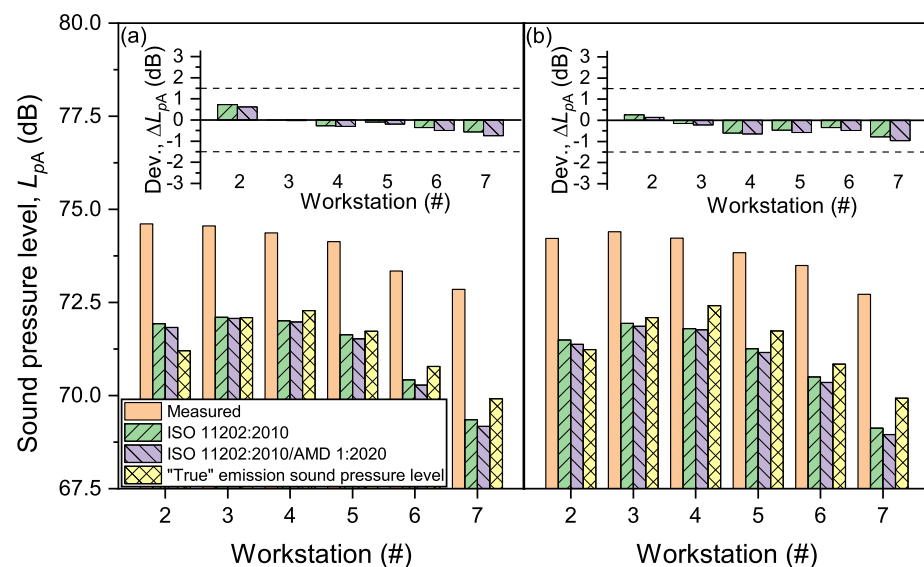 (a)
3
2
1
0
-1
-2
-3
Dev., ΔLpA (dB)
2 3 4 5 6 7
Workstation (#)
(b)
3
2
1
0
-1
-2
-3
Dev., ΔLpA (dB)
2 3 4 5 6 7
Workstation (#)
80.0
77.5
75.0
72.5
70.0
67.5
Sound pressure level, LpA (dB)
Measured
ISO 11202:2010
ISO 11202:2010/AMD 1:2020
"True" emission sound pressure level
2 3 4 5 6 7
Workstation (#)
2 3 4 5 6 7
Workstation (#)